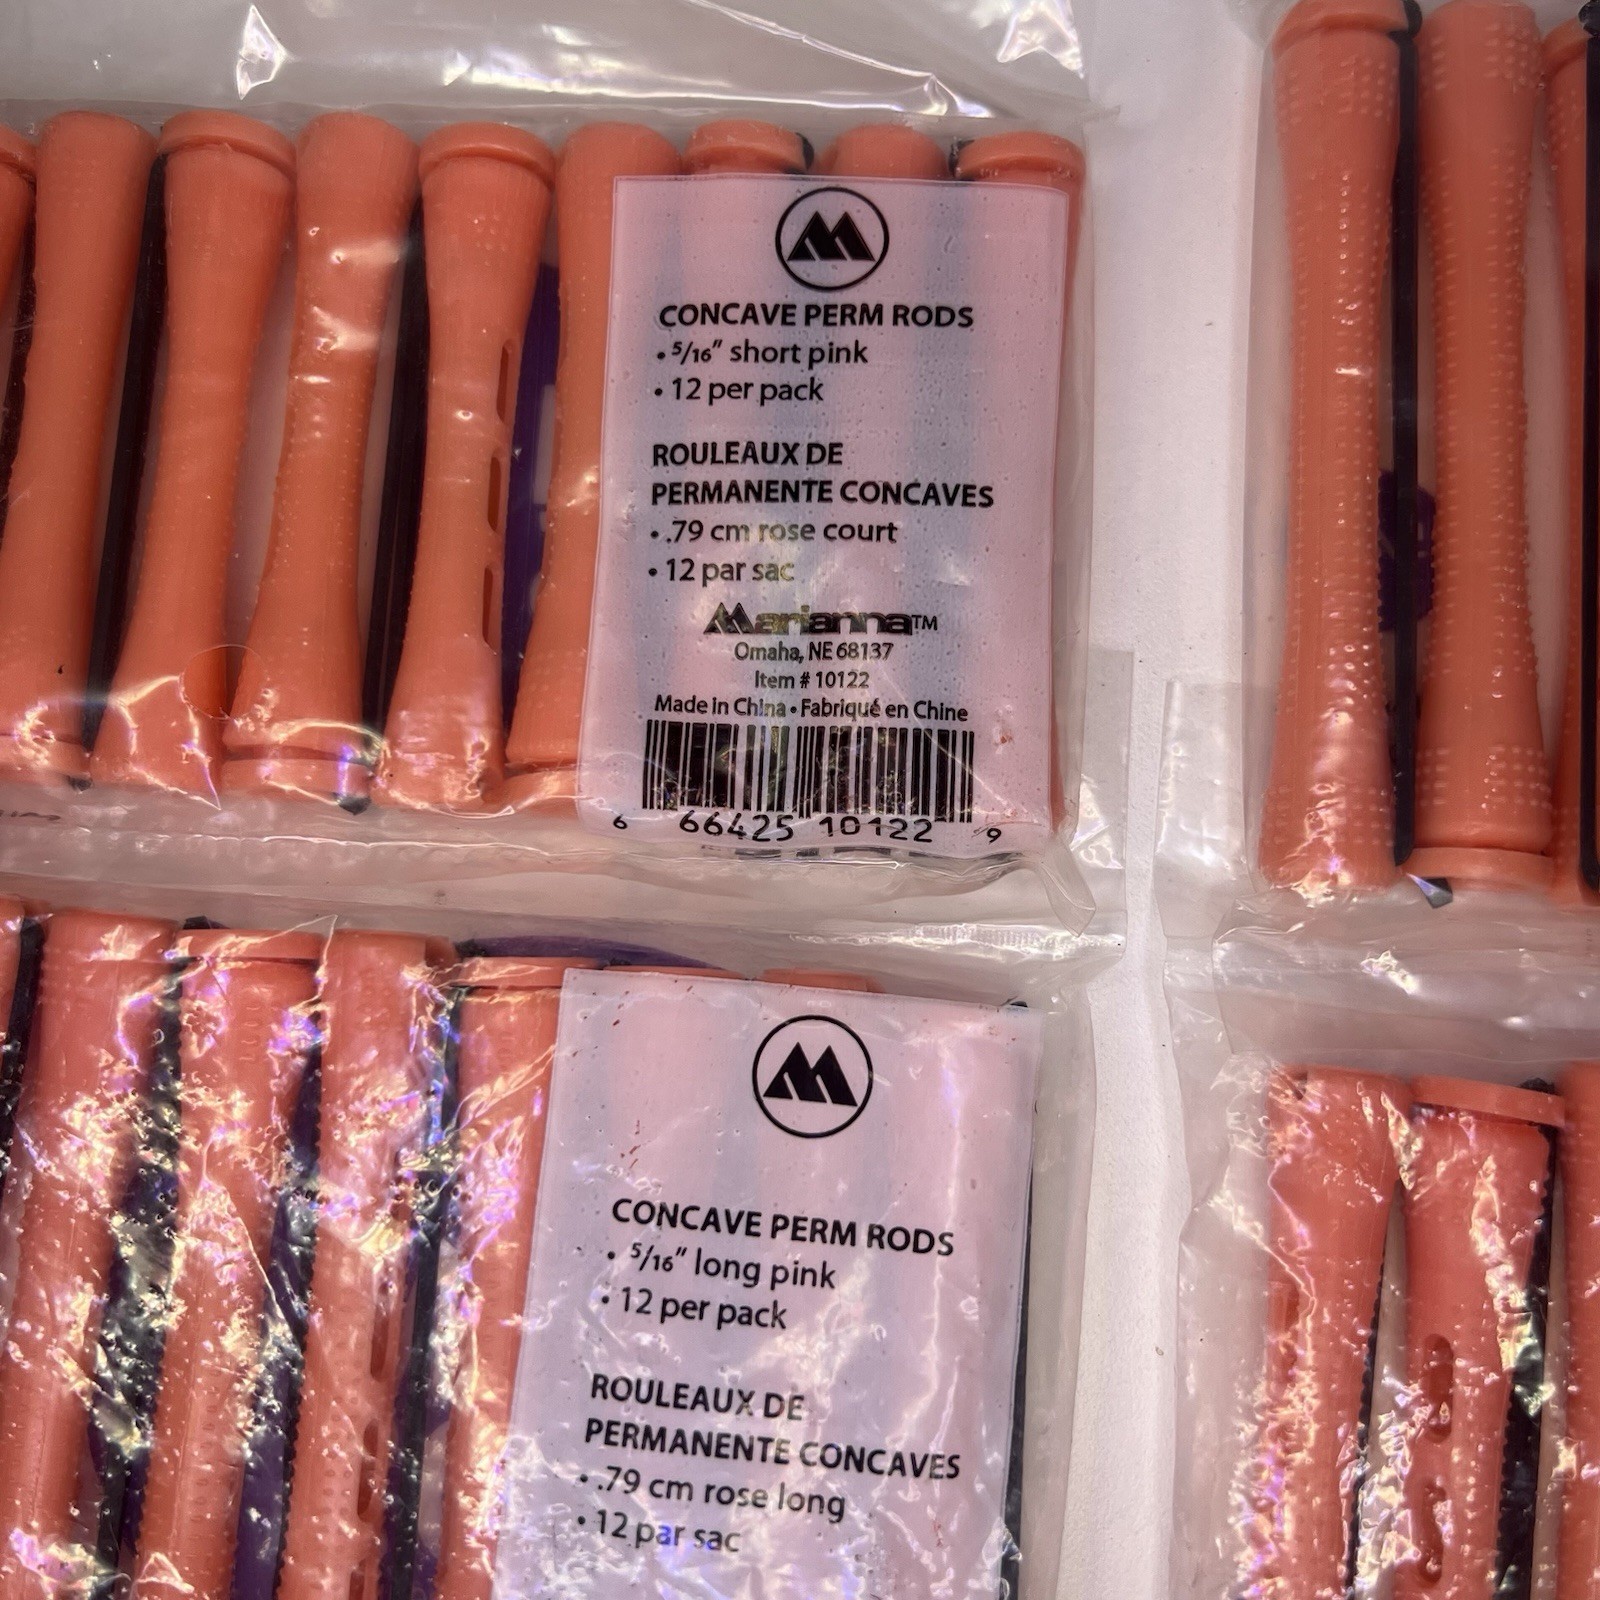 CONCAVE PERM RODS
• 5/16" short pink
• 12 per pack
ROULEAUX DE
PERMANENTE CONCAVES
• .79 cm rose court
• 12 par sac
Marianna™
Omaha, NE 68137
Item # 10122
Made in China • Fabriqué en Chine
6 66425 10122 9
CONCAVE PERM RODS
• 5/16" long pink
• 12 per pack
ROULEAUX DE
PERMANENTE CONCAVES
• .79 cm rose long
• 12 par sac